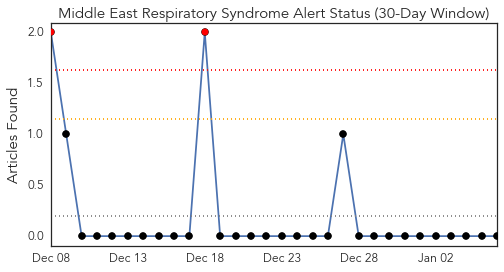 Middle East Respiratory Syndrome Alert Status (30-Day Window)
Articles Found
2.0
1.5
1.0
0.5
0.0
Dec 08 Dec 13 Dec 18 Dec 23 Dec 28 Jan 02